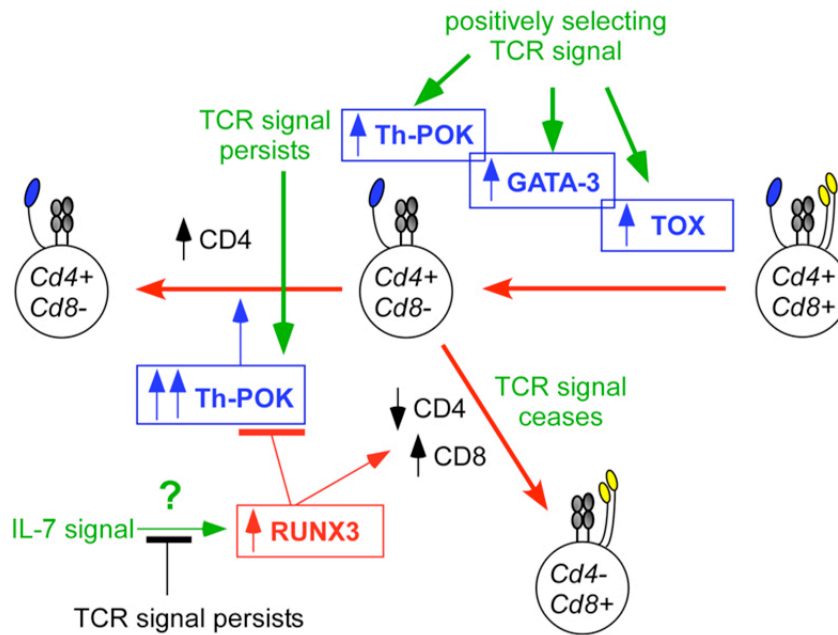 positively selecting
TCR signal
TCR signal
persists
Th-POK
GATA-3
TOX
CD4
Cd4+
Cd8-
Cd4+
Cd8-
Cd4+
Cd8+
Th-POK
TCR signal
ceases
CD4
CD8
?
IL-7 signal
RUNX3
TCR signal persists
Cd4-
Cd8+